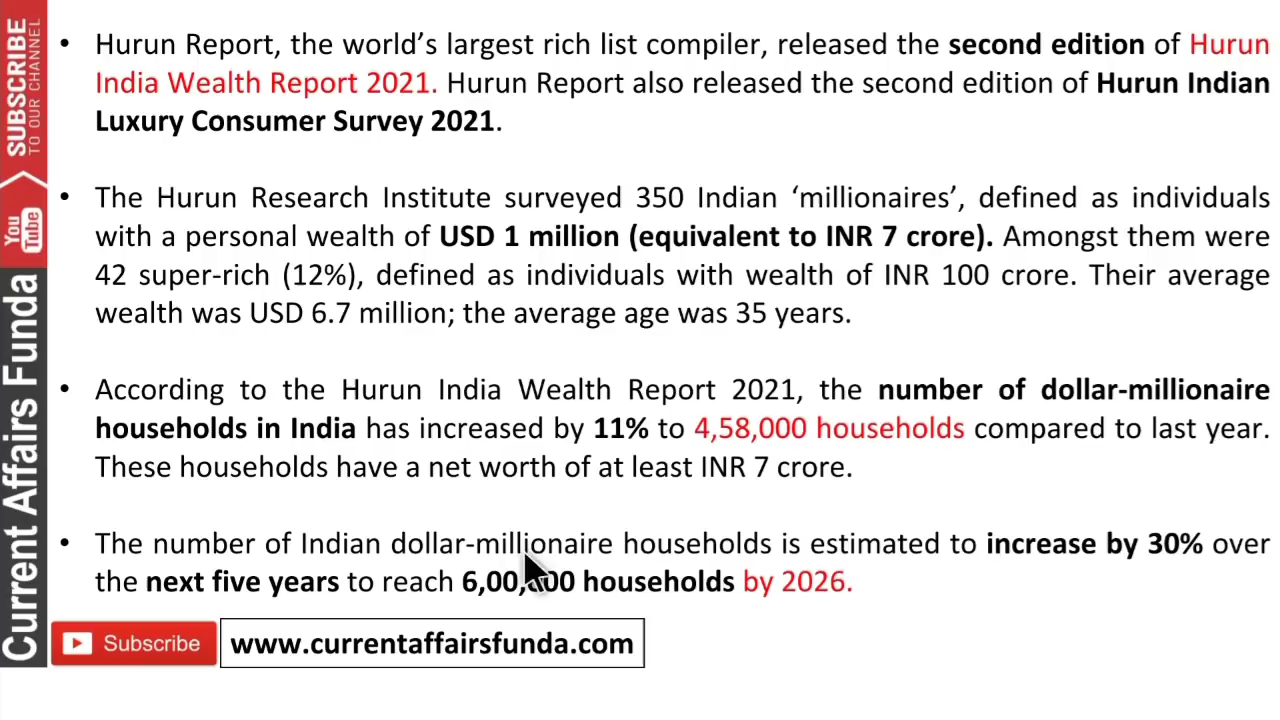 SUBSCRIBE
TO OUR CHANNEL
You
Tube
Current Affairs Funda
• Hurun Report, the world’s largest rich list compiler, released the second edition of Hurun
India Wealth Report 2021. Hurun Report also released the second edition of Hurun Indian
Luxury Consumer Survey 2021.
• The Hurun Research Institute surveyed 350 Indian ‘millionaires’, defined as individuals
with a personal wealth of USD 1 million (equivalent to INR 7 crore). Amongst them were
42 super-rich (12%), defined as individuals with wealth of INR 100 crore. Their average
wealth was USD 6.7 million; the average age was 35 years.
• According to the Hurun India Wealth Report 2021, the number of dollar-millionaire
households in India has increased by 11% to 4,58,000 households compared to last year.
These households have a net worth of at least INR 7 crore.
• The number of Indian dollar-millionaire households is estimated to increase by 30% over
the next five years to reach households by 2026.
Subscribe
www.currentaffairsfunda.com